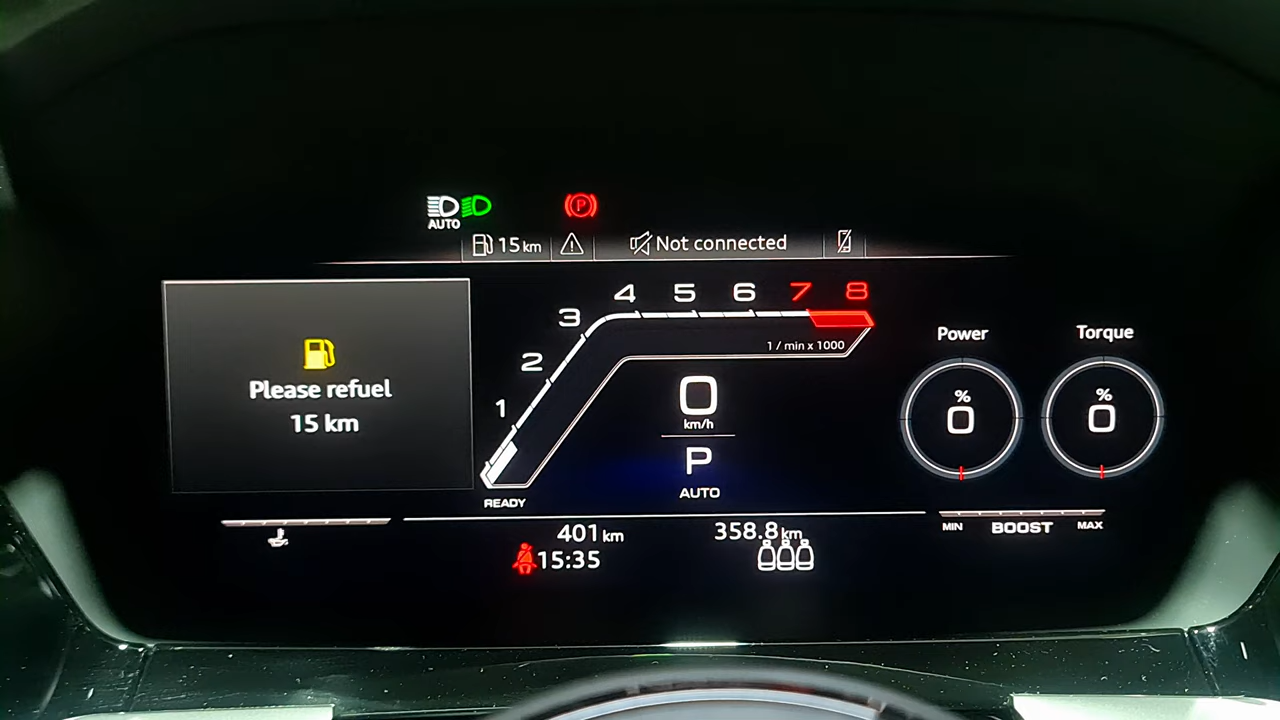 AUTO
P
15 km
Not connected
Please refuel
15 km
1 2 3 4 5 6 7 8
1 / min x 1000
READY
0
km/h
P
AUTO
Power
%
0
Torque
%
0
MIN BOOST MAX
401 km
358.8 km
15:35